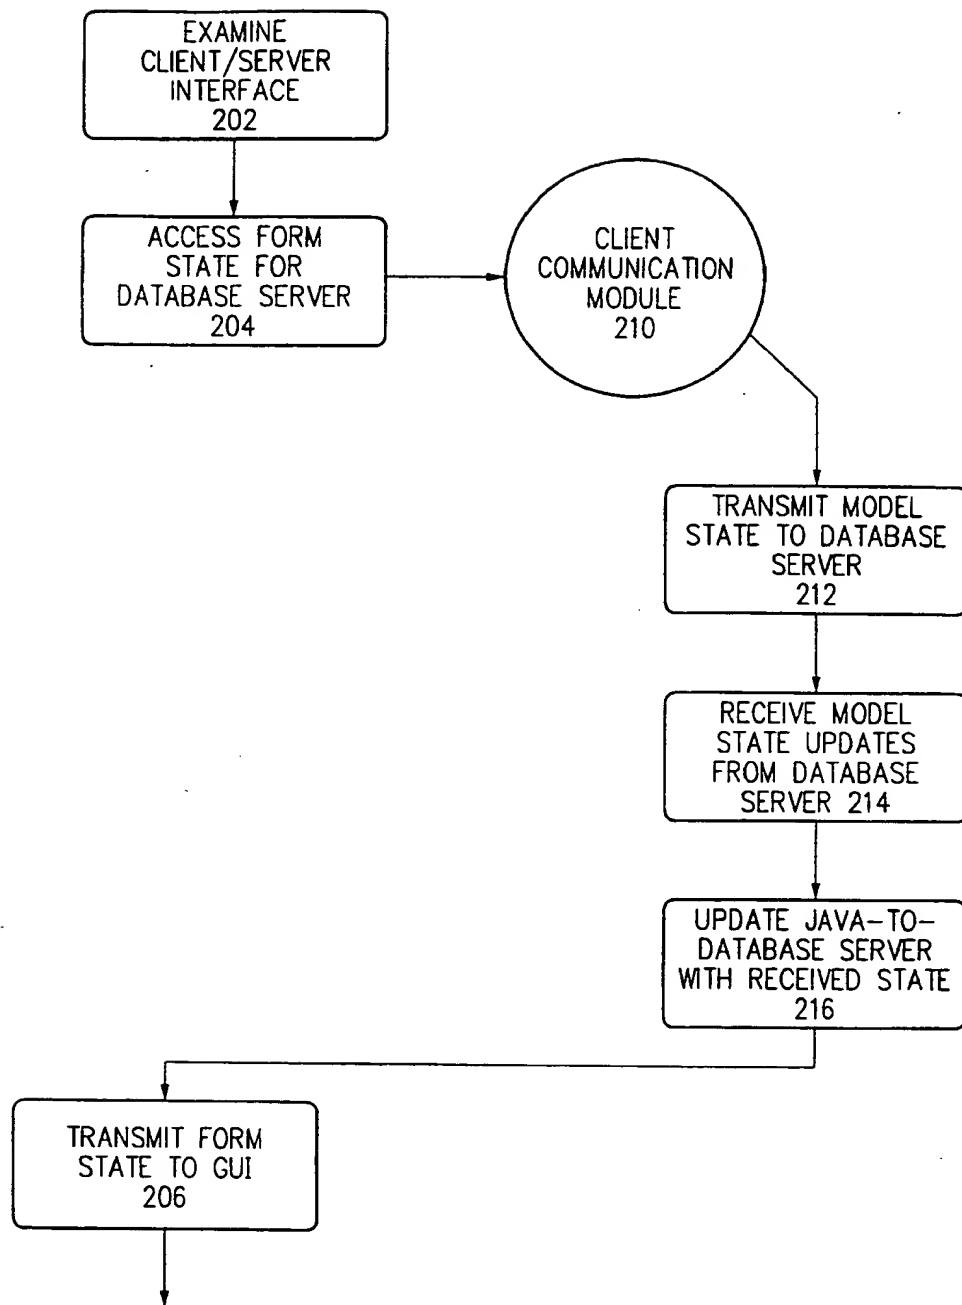 EXAMINE
CLIENT/SERVER
INTERFACE
202
ACCESS FORM
STATE FOR
DATABASE SERVER
204
CLIENT
COMMUNICATION
MODULE
210
TRANSMIT MODEL
STATE TO DATABASE
SERVER
212
RECEIVE MODEL
STATE UPDATES
FROM DATABASE
SERVER 214
UPDATE JAVA-TO-
DATABASE SERVER
WITH RECEIVED STATE
216
TRANSMIT FORM
STATE TO GUI
206